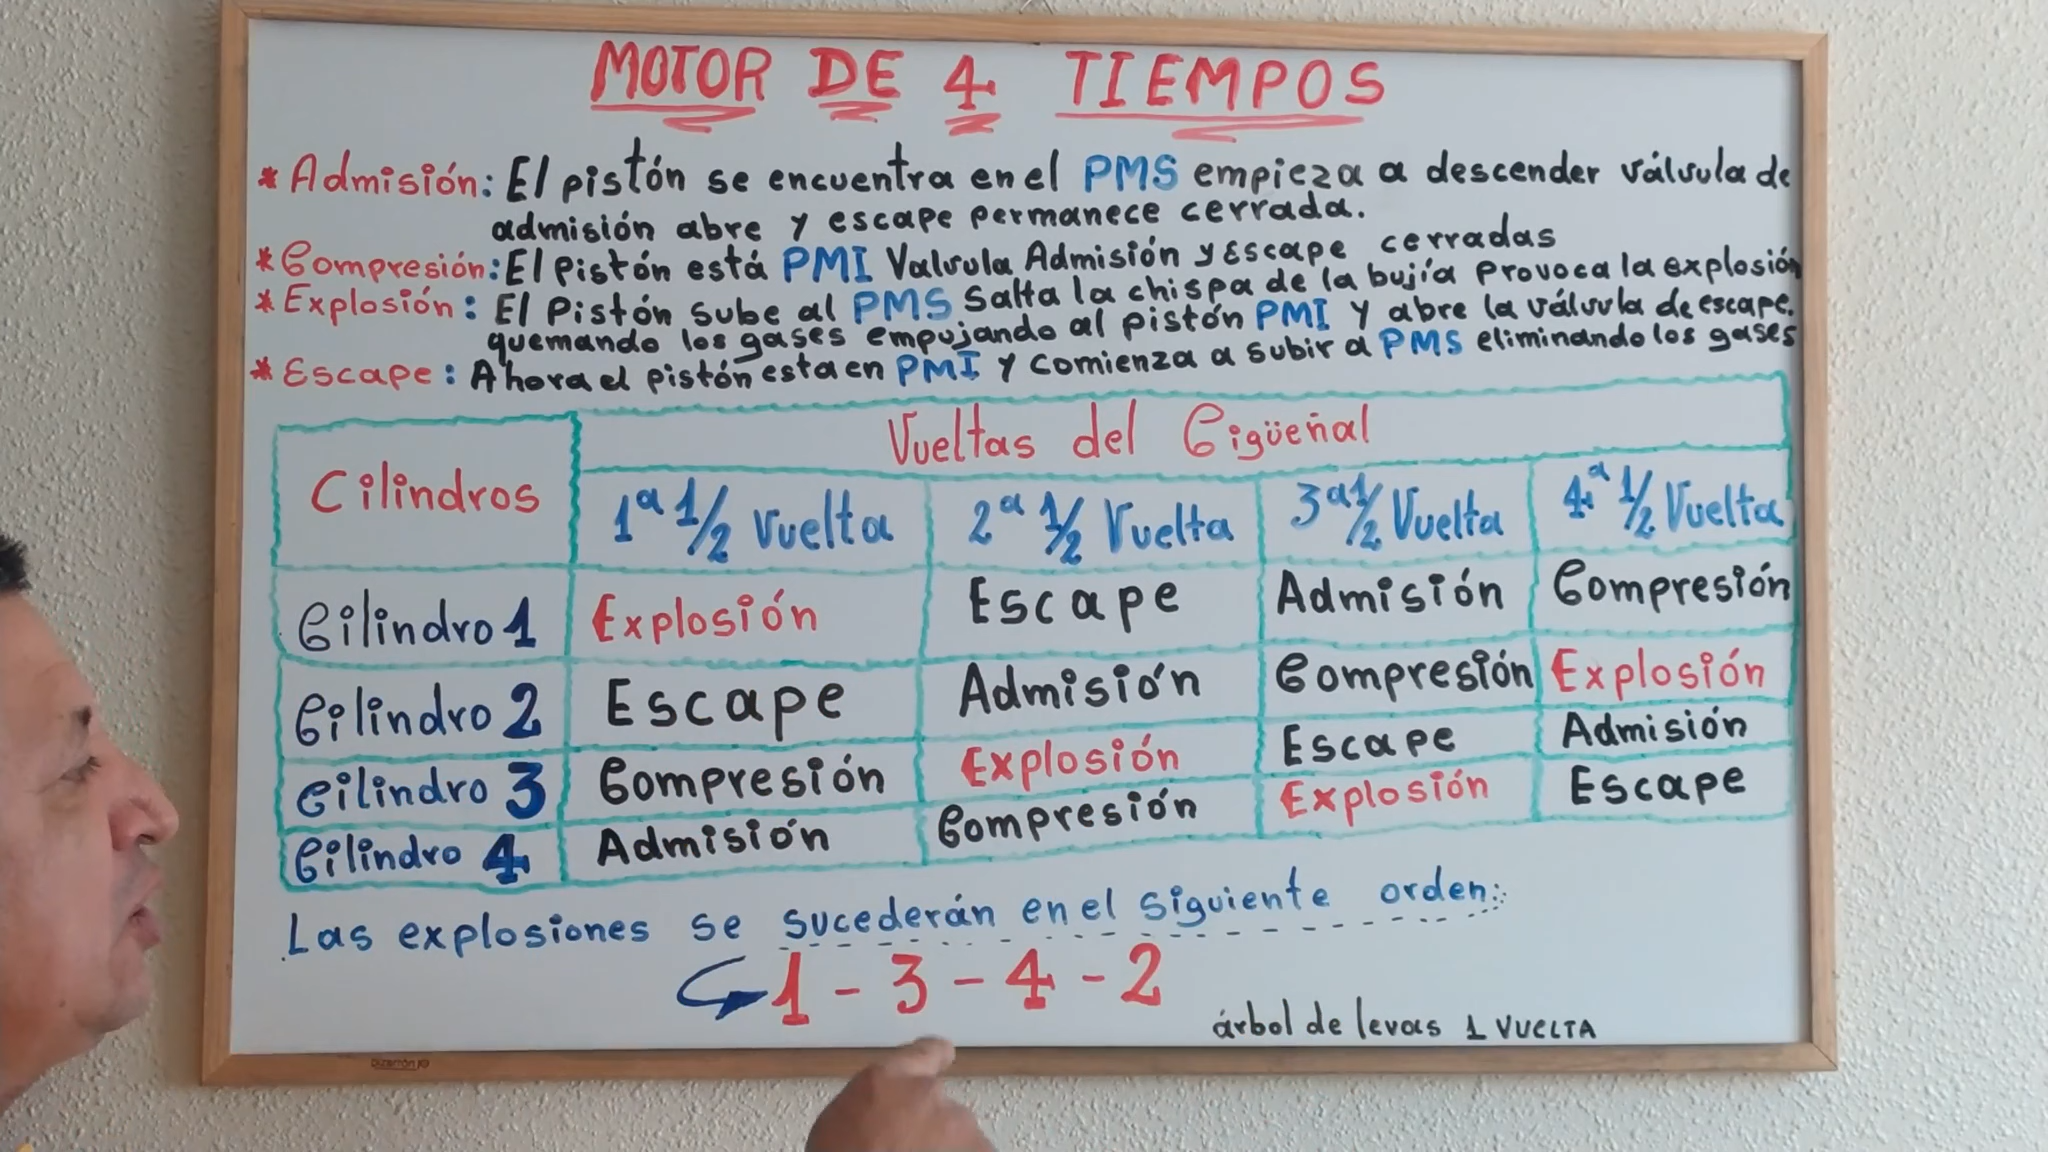 MOTOR DE 4 TIEMPOS
* Admisión: El pistón se encuentra en el PMS empieza a descender válvula de
admisión abre y escape permanece cerrada.
* Compresión: El Pistón está PMI Valvula Admisión y Escape cerradas
* Explosión: El Pistón sube al PMS Salta la chispa de la bujía Provoca la explosión
quemando los gases empujando al pistón PMI y abre la válvula de escape.
* Escape: Ahora el pistón esta en PMI y comienza a subir a PMS eliminando los gases
Cilindros
Vueltas del Cigüeñal
1ª 1/2 Vuelta 2ª 1/2 Vuelta 3ª 1/2 Vuelta 4ª 1/2 Vuelta
Cilindro 1 Explosión Escape Admisión Compresión
Cilindro 2 Escape Admisión Compresión Explosión
Cilindro 3 Compresión Explosión Escape Admisión
Cilindro 4 Admisión Compresión Explosión Escape
Las explosiones se sucederán en el siguiente orden:
1 - 3 - 4 - 2
árbol de levas 1 VUELTA